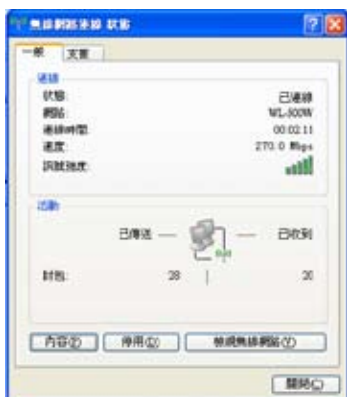 無線網路連線 狀態
一般 支援
連線
狀態: 已連線
網路: WL-500W
連線時間: 00:02:11
速度: 270.0 Mbps
訊號強度:
活動
已傳送 — — 已收到
封包: 28 | 20
內容(P) 停用(D) 檢視無線網路(V)
關閉(C)